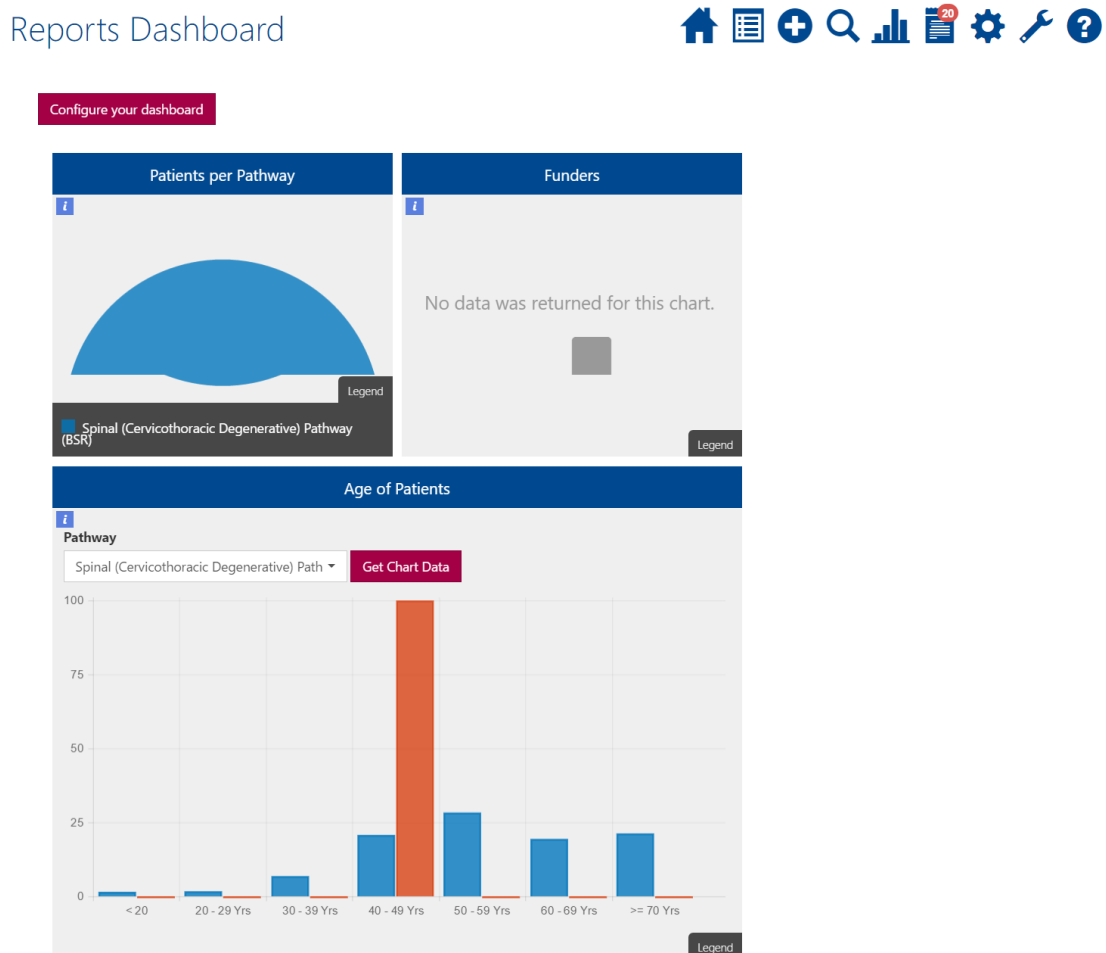 Reports Dashboard
20
?
Configure your dashboard
Patients per Pathway
i
Legend
Spinal (Cervicothoracic Degenerative) Pathway
(BSR)
Funders
i
No data was returned for this chart.
Legend
Age of Patients
i
Pathway
Spinal (Cervicothoracic Degenerative) Path
Get Chart Data
100
75
50
25
0
< 20
20 - 29 Yrs
30 - 39 Yrs
40 - 49 Yrs
50 - 59 Yrs
60 - 69 Yrs
>= 70 Yrs
Legend